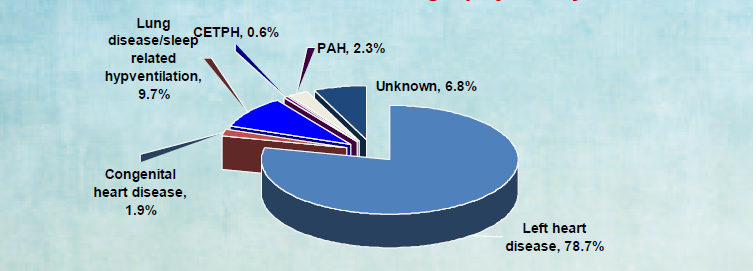 Lung
disease/sleep
related
hypventilation,
9.7%
CETPH, 0.6%
PAH, 2.3%
Unknown, 6.8%
Congenital
heart disease,
1.9%
Left heart
disease, 78.7%